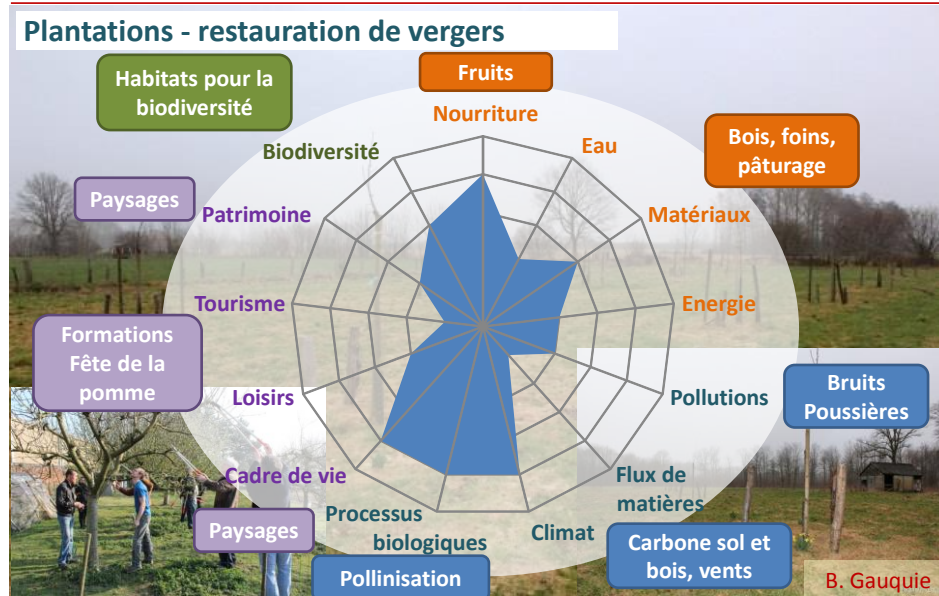 Plantations - restauration de vergers
Habitats pour la
biodiversité
Fruits
Nourriture
Eau
Bois, foins,
pâturage
Biodiversité
Paysages
Patrimoine
Matériaux
Tourisme
Energie
Formations
Fête de la
pomme
Loisirs
Pollutions
Bruits
Poussières
Cadre de vie
Flux de
matières
Paysages
Processus
biologiques
Climat
Carbone sol et
bois, vents
Pollinisation
B. Gauquie